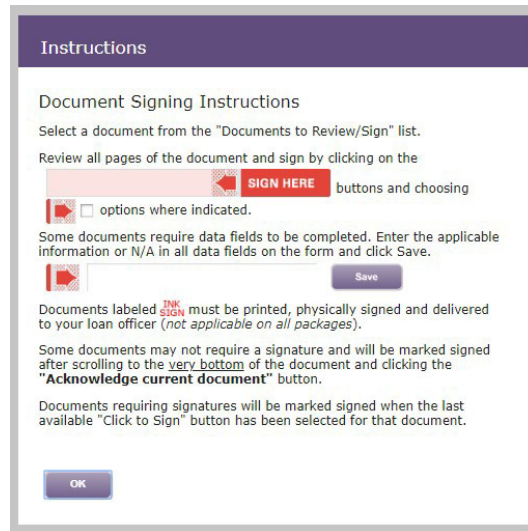 Instructions
Document Signing Instructions
Select a document from the "Documents to Review/Sign" list.
Review all pages of the document and sign by clicking on the
SIGN HERE buttons and choosing
options where indicated.
Some documents require data fields to be completed. Enter the applicable
information or N/A in all data fields on the form and click Save.
Save
Documents labeled INK SIGN must be printed, physically signed and delivered
to your loan officer (not applicable on all packages).
Some documents may not require a signature and will be marked signed
after scrolling to the very bottom of the document and clicking the
"Acknowledge current document" button.
Documents requiring signatures will be marked signed when the last
available "Click to Sign" button has been selected for that document.
OK